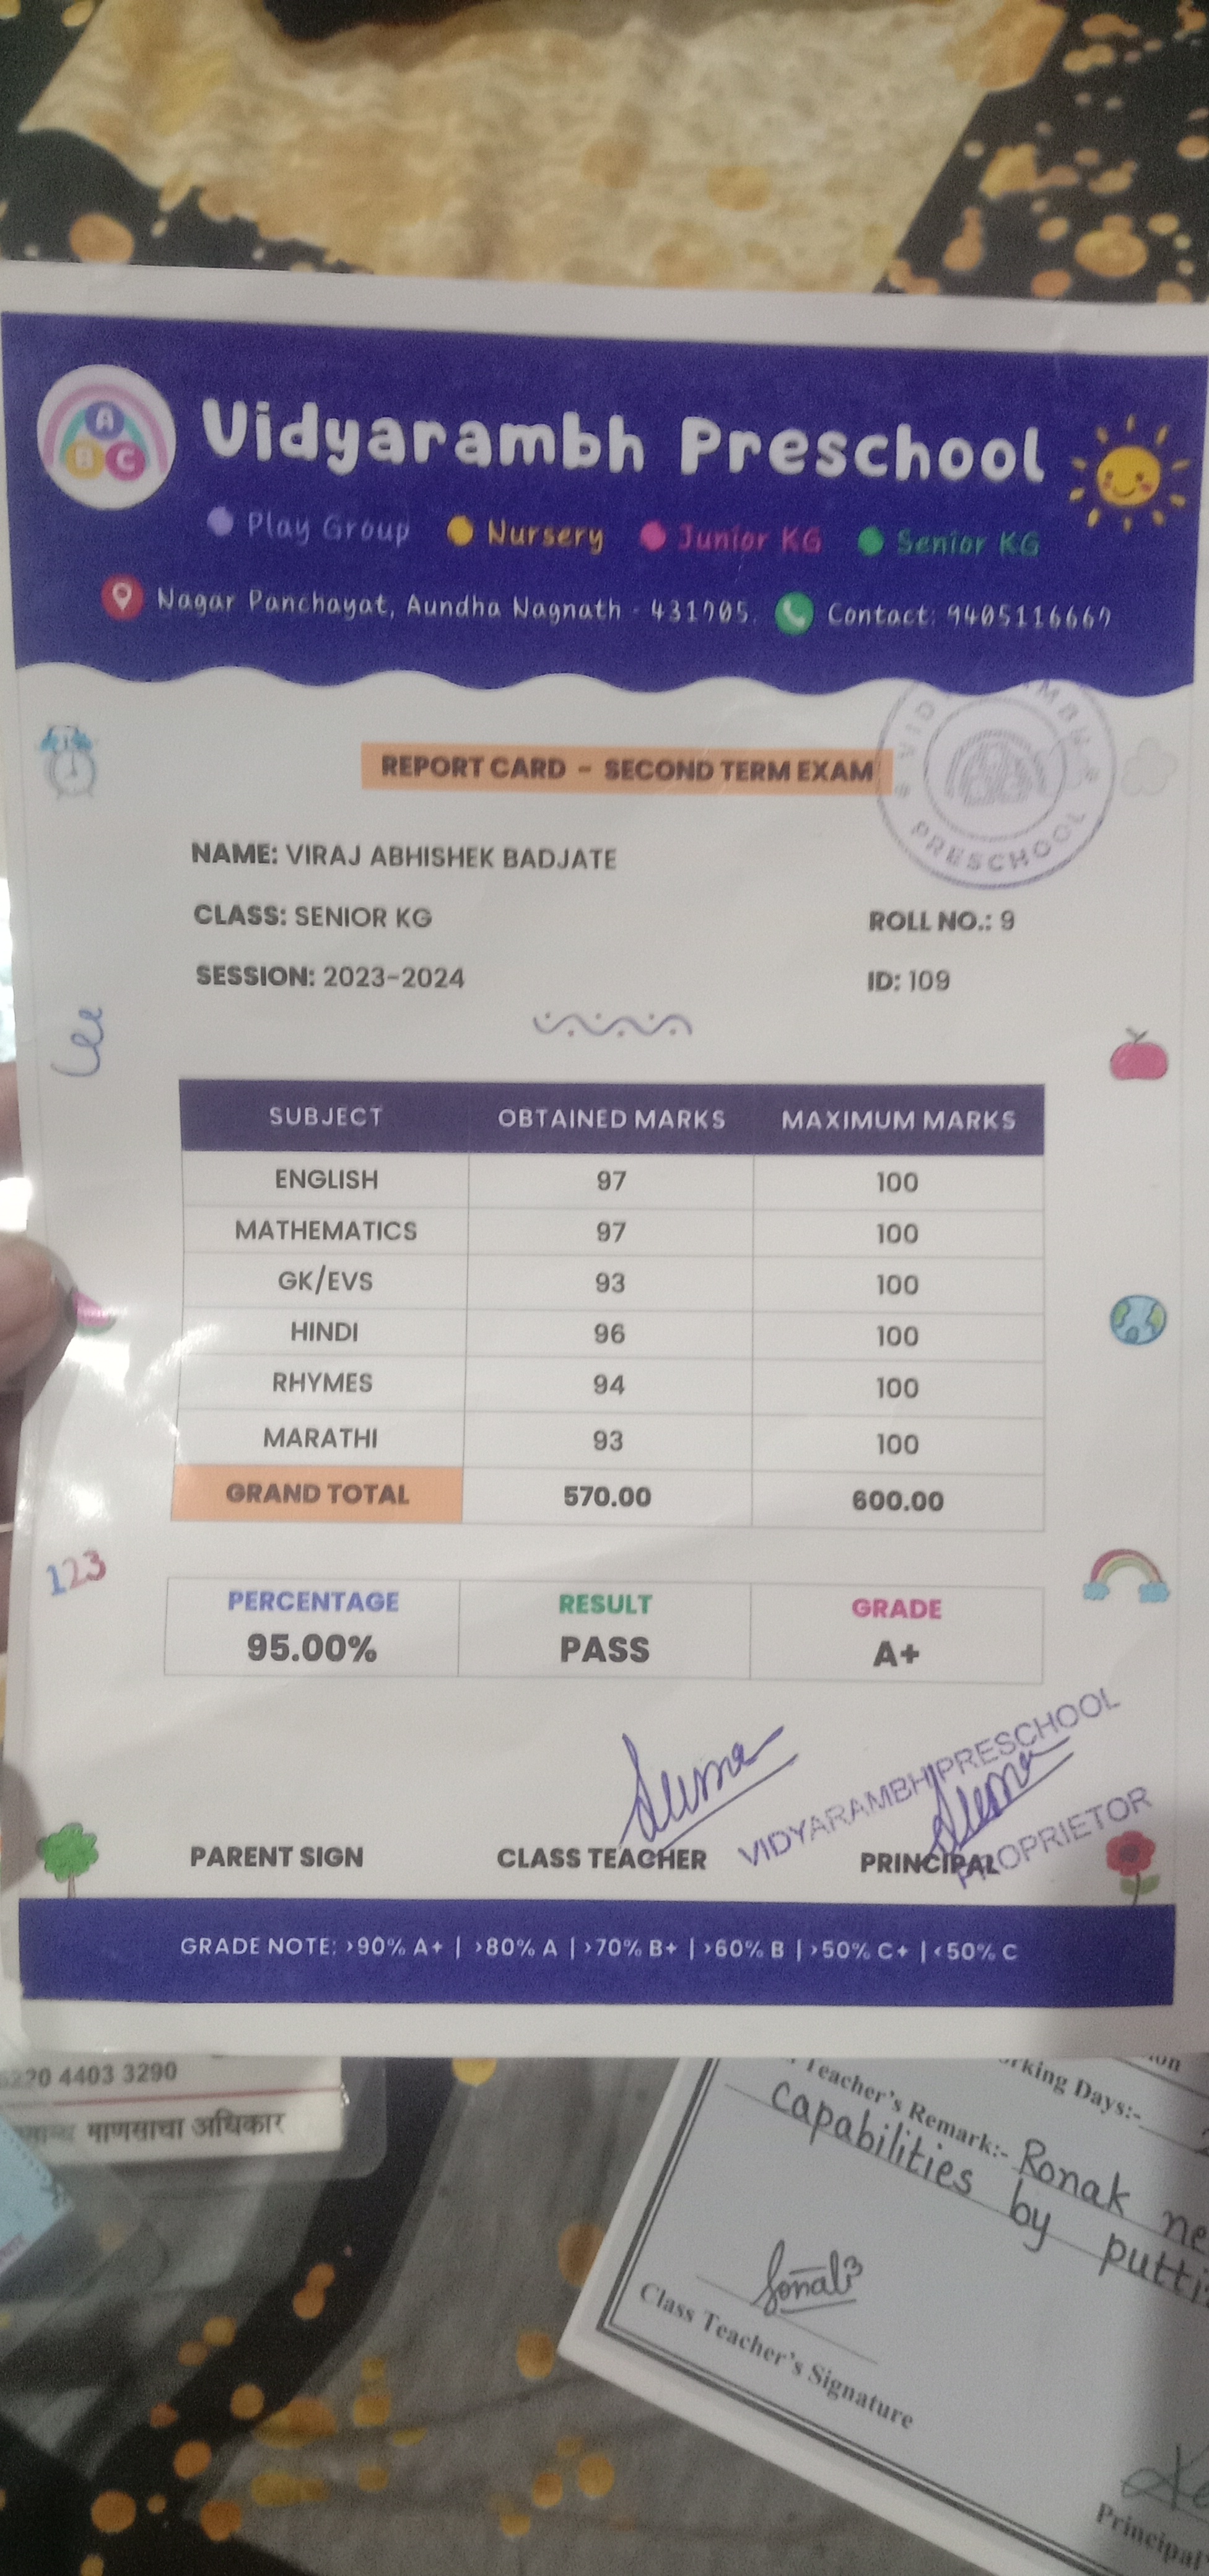 A
B C
Vidyarambh Preschool
Play Group Nursery Junior KG Senior KG
Nagar Panchayat, Aundha Nagnath - 431705. Contact: 9405116667
PRESCHOOL
REPORT CARD - SECOND TERM EXAM
NAME: VIRAJ ABHISHEK BADJATE
CLASS: SENIOR KG ROLL NO.: 9
SESSION: 2023-2024 ID: 109
SUBJECT OBTAINED MARKS MAXIMUM MARKS
ENGLISH 97 100
MATHEMATICS 97 100
GK/EVS 93 100
HINDI 96 100
RHYMES 94 100
MARATHI 93 100
GRAND TOTAL 570.00 600.00
123
PERCENTAGE RESULT GRADE
95.00% PASS A+
VIDYARAMBH PRESCHOOL
PROPRIETOR
PARENT SIGN CLASS TEACHER PRINCIPAL
GRADE NOTE: >90% A+ | >80% A | >70% B+ | >60% B | >50% C+ | <50% C
4403 3290
माणसाचा अधिकार
Days:-
Teacher's Remark:- Ronak
capabilities by
Class Teacher's Signature
Principal